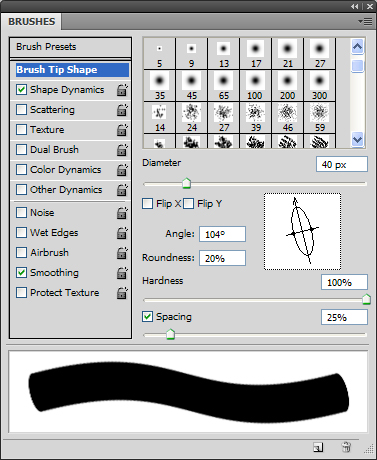 BRUSHES
Brush Presets
Brush Tip Shape
Shape Dynamics
Scattering
Texture
Dual Brush
Color Dynamics
Other Dynamics
Noise
Wet Edges
Airbrush
Smoothing
Protect Texture
5 9 13 17 21 27
35 45 65 100 200 300
14 24 27 39 46 59
Diameter 40 px
Flip X Flip Y
Angle: 104º
Roundness: 20%
Hardness 100%
Spacing 25%